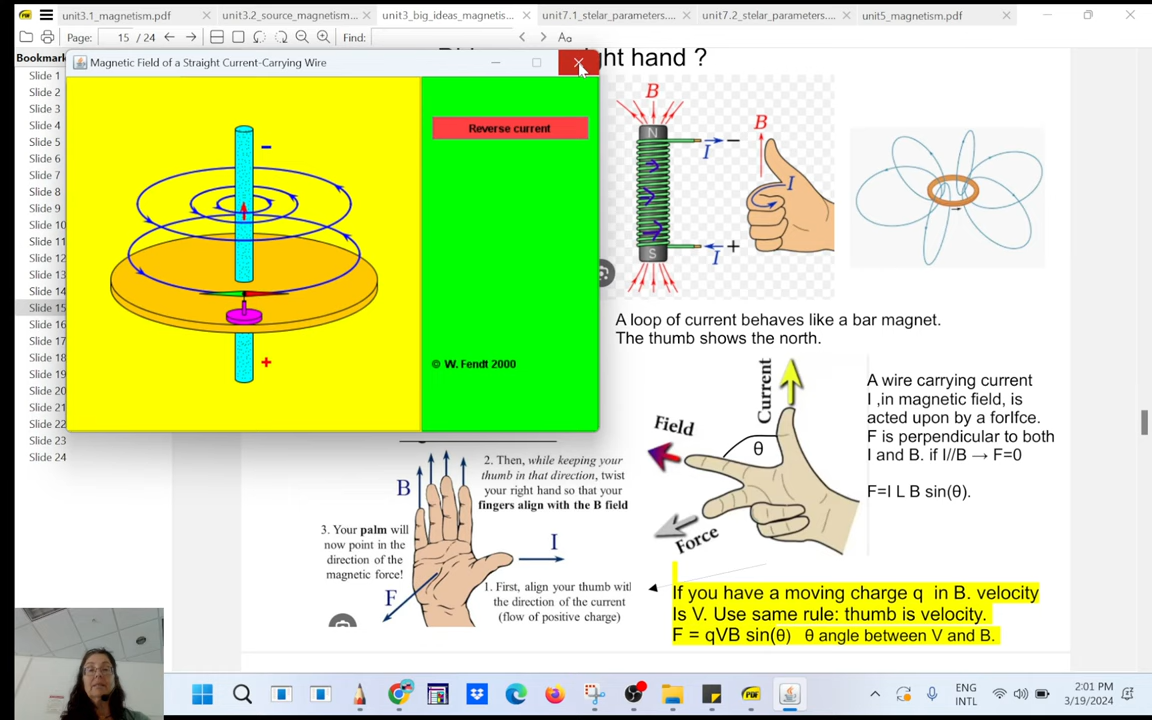 unit3.1_magnetism.pdf
unit3.2_source_magnetism....
unit3_big_ideas_magnetis...
unit7.1_stelar_parameters....
unit7.2_stelar_parameters....
unit5_magnetism.pdf
Page: 15 / 24
Find:
Aa
Bookmark
Slide 1
Slide 2
Slide 3
Slide 4
Slide 5
Slide 6
Slide 7
Slide 8
Slide 9
Slide 10
Slide 11
Slide 12
Slide 13
Slide 14
Slide 15
Slide 16
Slide 17
Slide 18
Slide 19
Slide 20
Slide 21
Slide 22
Slide 23
Slide 24
Magnetic Field of a Straight Current-Carrying Wire
Reverse current
-
+
© W. Fendt 2000
ght hand ?
B
N
I −
I +
S
B
I
A loop of current behaves like a bar magnet.
The thumb shows the north.
Current
Field
θ
Force
A wire carrying current
I ,in magnetic field, is
acted upon by a forIfce.
F is perpendicular to both
I and B. if I//B → F=0
F=I L B sin(θ).
B
I
F
2. Then, while keeping your
thumb in that direction, twist
your right hand so that your
fingers align with the B field
3. Your palm will
now point in the
direction of the
magnetic force!
1. First, align your thumb with
the direction of the current
(flow of positive charge)
If you have a moving charge q in B. velocity
Is V. Use same rule: thumb is velocity.
F = qVB sin(θ) θ angle between V and B.
ENG
INTL
2:01 PM
3/19/2024